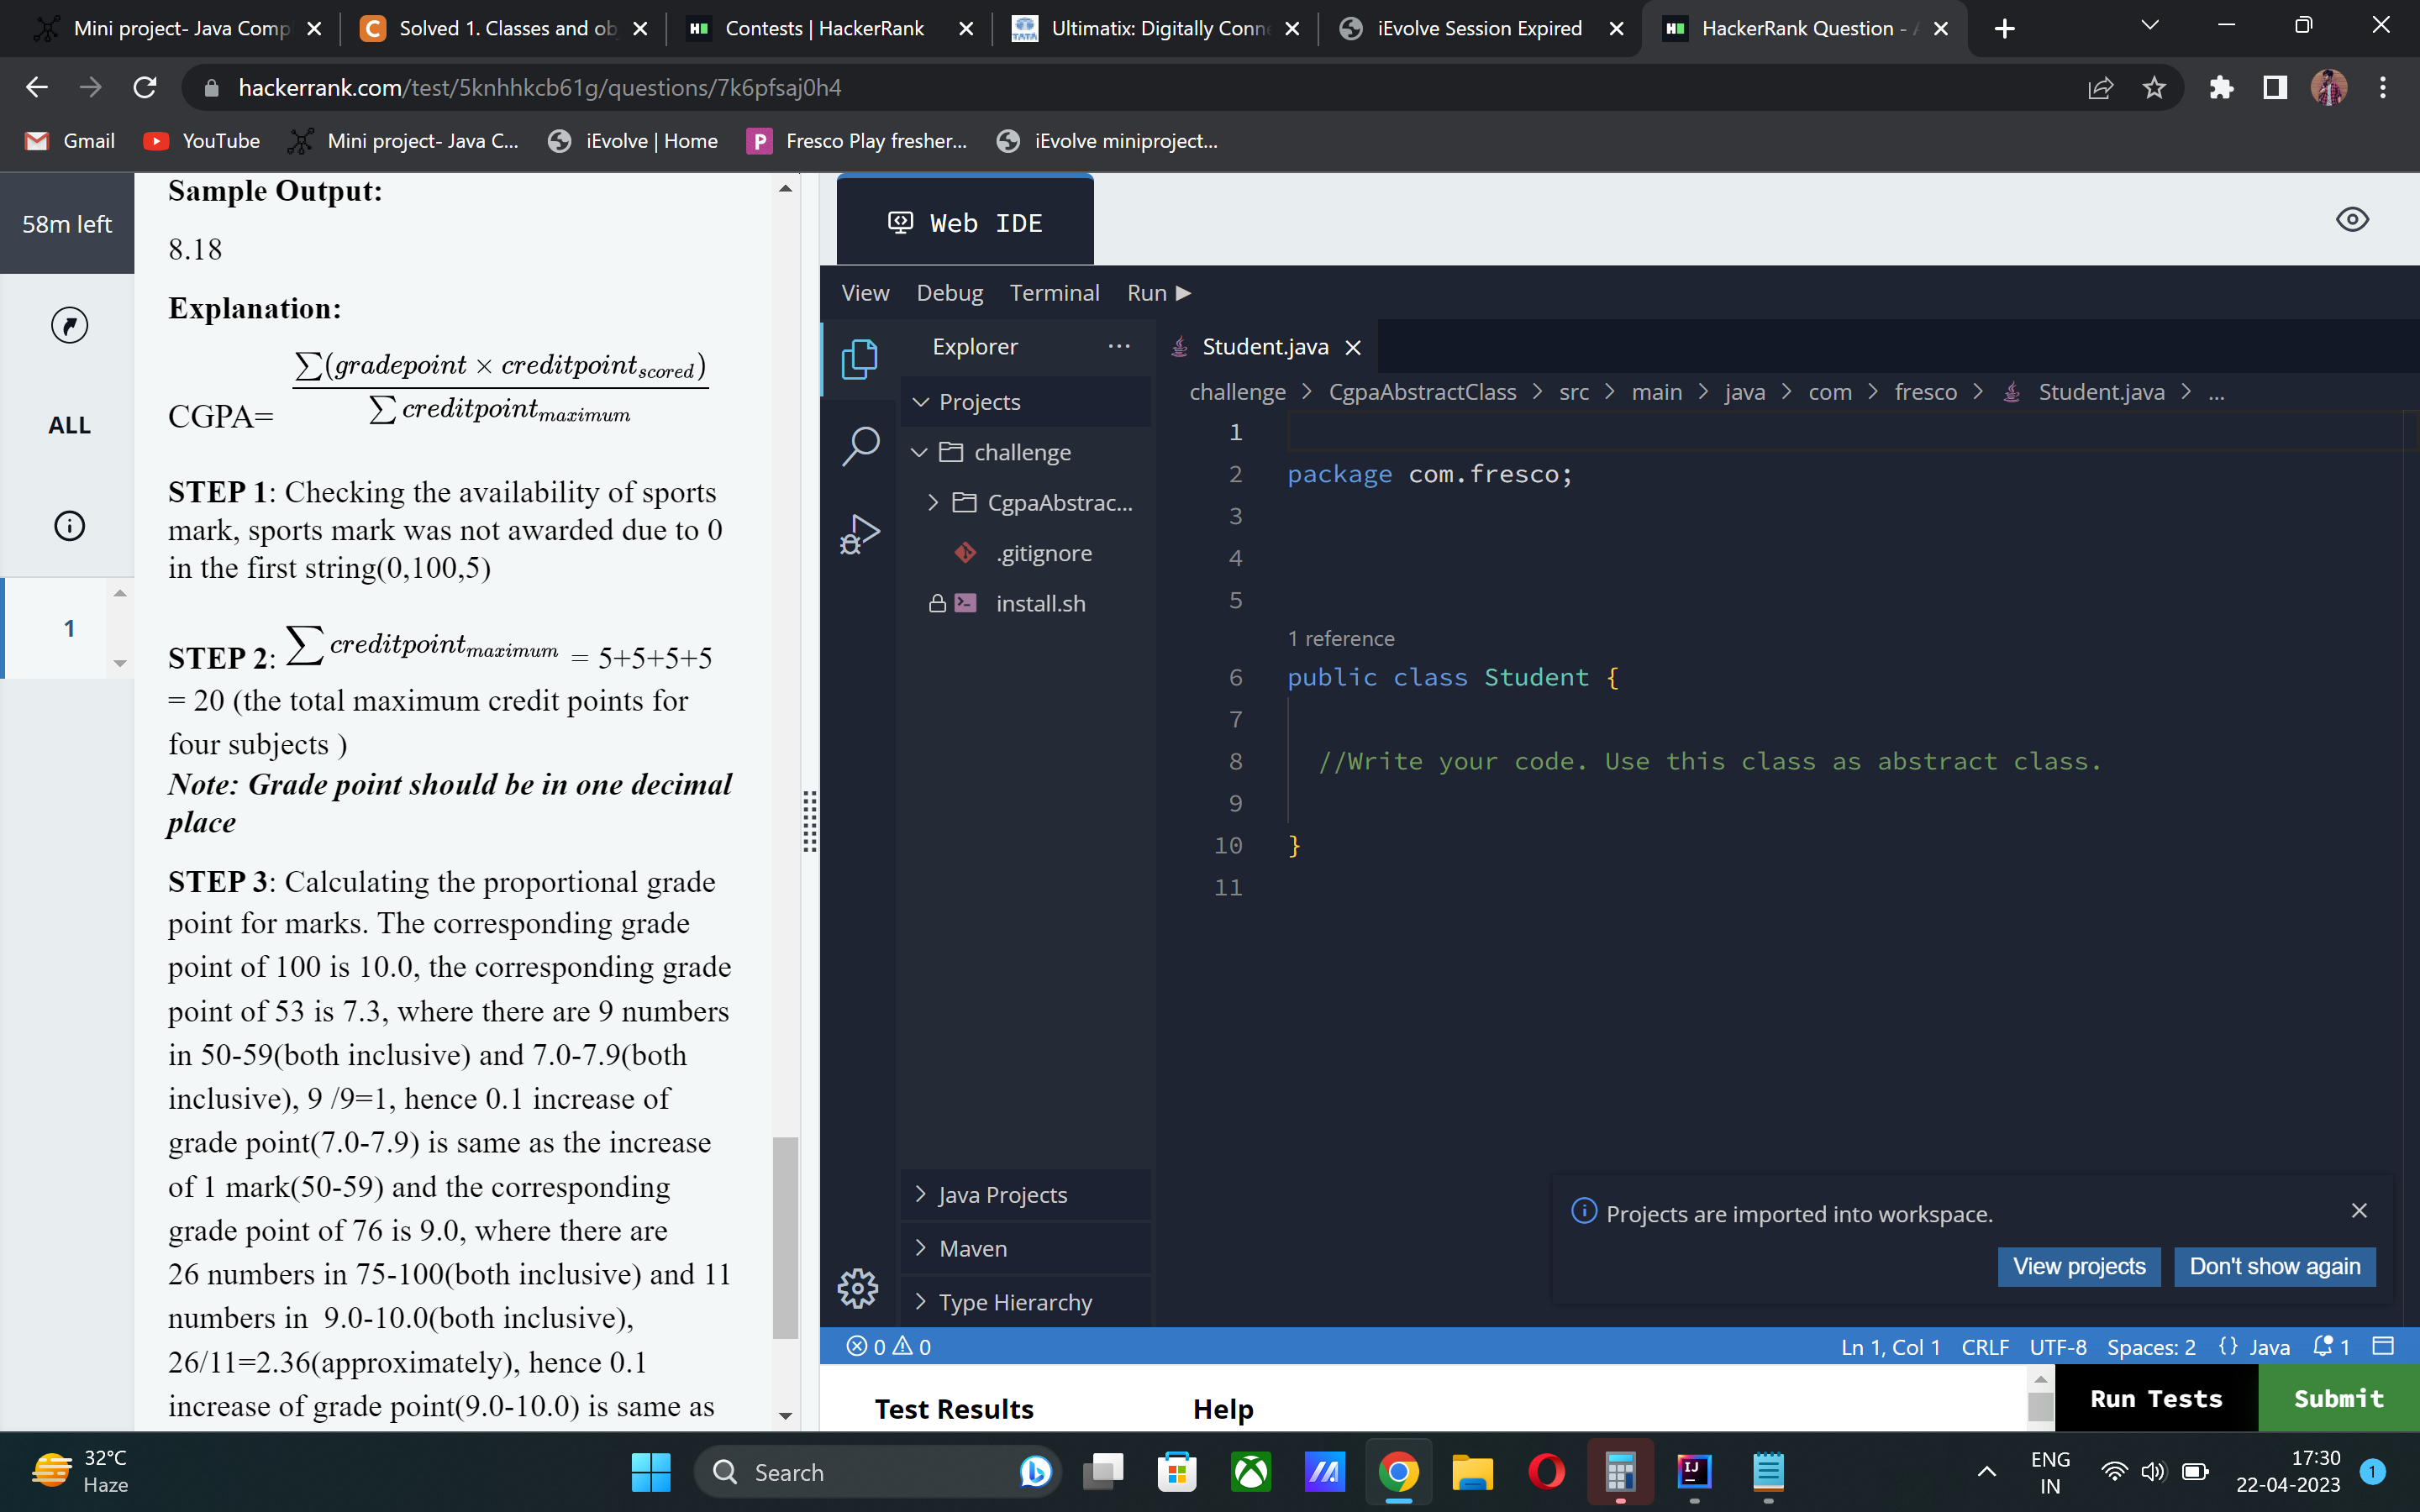 Mini project- Java Comp
Solved 1. Classes and ob
Contests | HackerRank
Ultimatix: Digitally Conne
iEvolve Session Expired
HackerRank Question - A
hackerrank.com/test/5knhhkcb61g/questions/7k6pfsaj0h4
Gmail
YouTube
Mini project- Java C...
iEvolve | Home
Fresco Play fresher...
iEvolve miniproject...
58m left
ALL
1
Sample Output:
8.18
Explanation:
CGPA= ∑(gradepoint × creditpoint scored) / ∑ creditpoint maximum
STEP 1: Checking the availability of sports
mark, sports mark was not awarded due to 0
in the first string(0,100,5)
STEP 2: ∑ creditpoint maximum = 5+5+5+5
= 20 (the total maximum credit points for
four subjects )
Note: Grade point should be in one decimal
place
STEP 3: Calculating the proportional grade
point for marks. The corresponding grade
point of 100 is 10.0, the corresponding grade
point of 53 is 7.3, where there are 9 numbers
in 50-59(both inclusive) and 7.0-7.9(both
inclusive), 9 /9=1, hence 0.1 increase of
grade point(7.0-7.9) is same as the increase
of 1 mark(50-59) and the corresponding
grade point of 76 is 9.0, where there are
26 numbers in 75-100(both inclusive) and 11
numbers in 9.0-10.0(both inclusive),
26/11=2.36(approximately), hence 0.1
increase of grade point(9.0-10.0) is same as
Web IDE
View Debug Terminal Run
Explorer ...
Projects
challenge
CgpaAbstrac...
.gitignore
install.sh
Java Projects
Maven
Type Hierarchy
Student.java
challenge > CgpaAbstractClass > src > main > java > com > fresco > Student.java > ...
1
2 package com.fresco;
3
4
5
1 reference
6 public class Student {
7
8 //Write your code. Use this class as abstract class.
9
10 }
11
Projects are imported into workspace.
View projects
Don't show again
0 0
Ln 1, Col 1 CRLF UTF-8 Spaces: 2 {} Java 1
Test Results
Help
Run Tests
Submit
32°C
Haze
Search
IJ
ENG
IN
17:30
22-04-2023
1